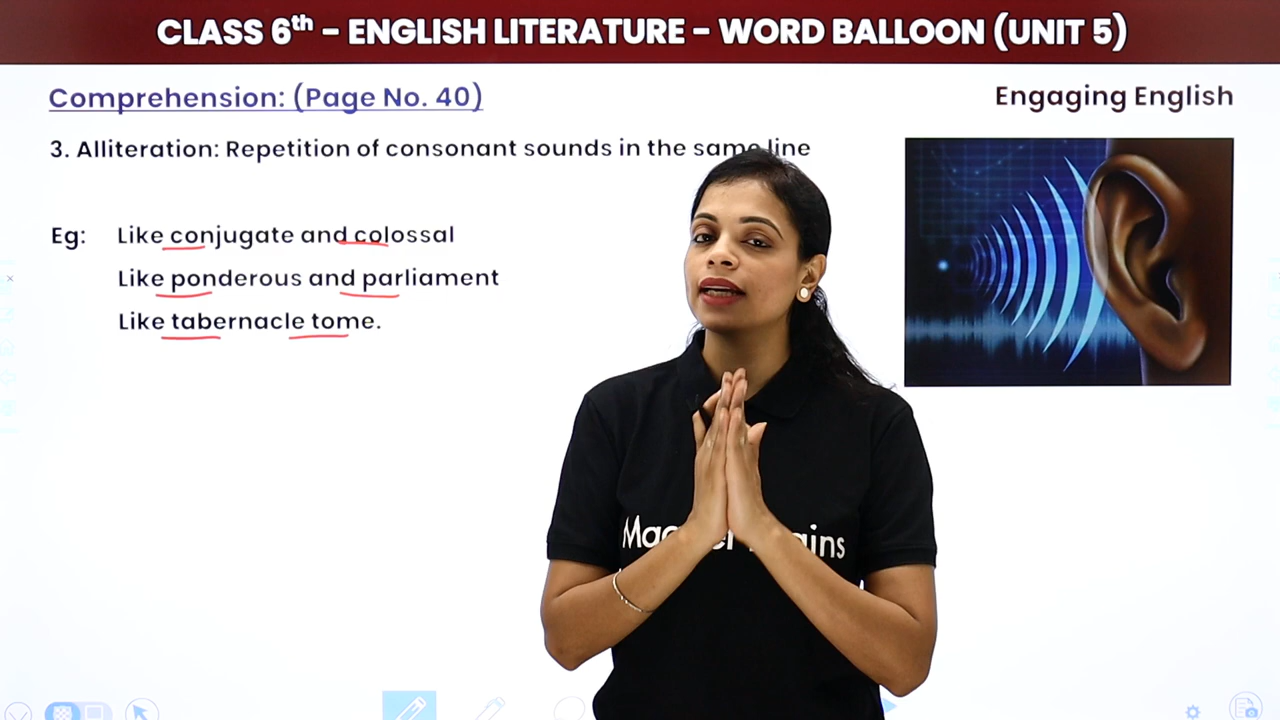 CLASS 6th – ENGLISH LITERATURE – WORD BALLOON (UNIT 5)
Comprehension: (Page No. 40)
Engaging English
3. Alliteration: Repetition of consonant sounds in the same line
Eg: Like conjugate and colossal
Like ponderous and parliament
Like tabernacle tome.